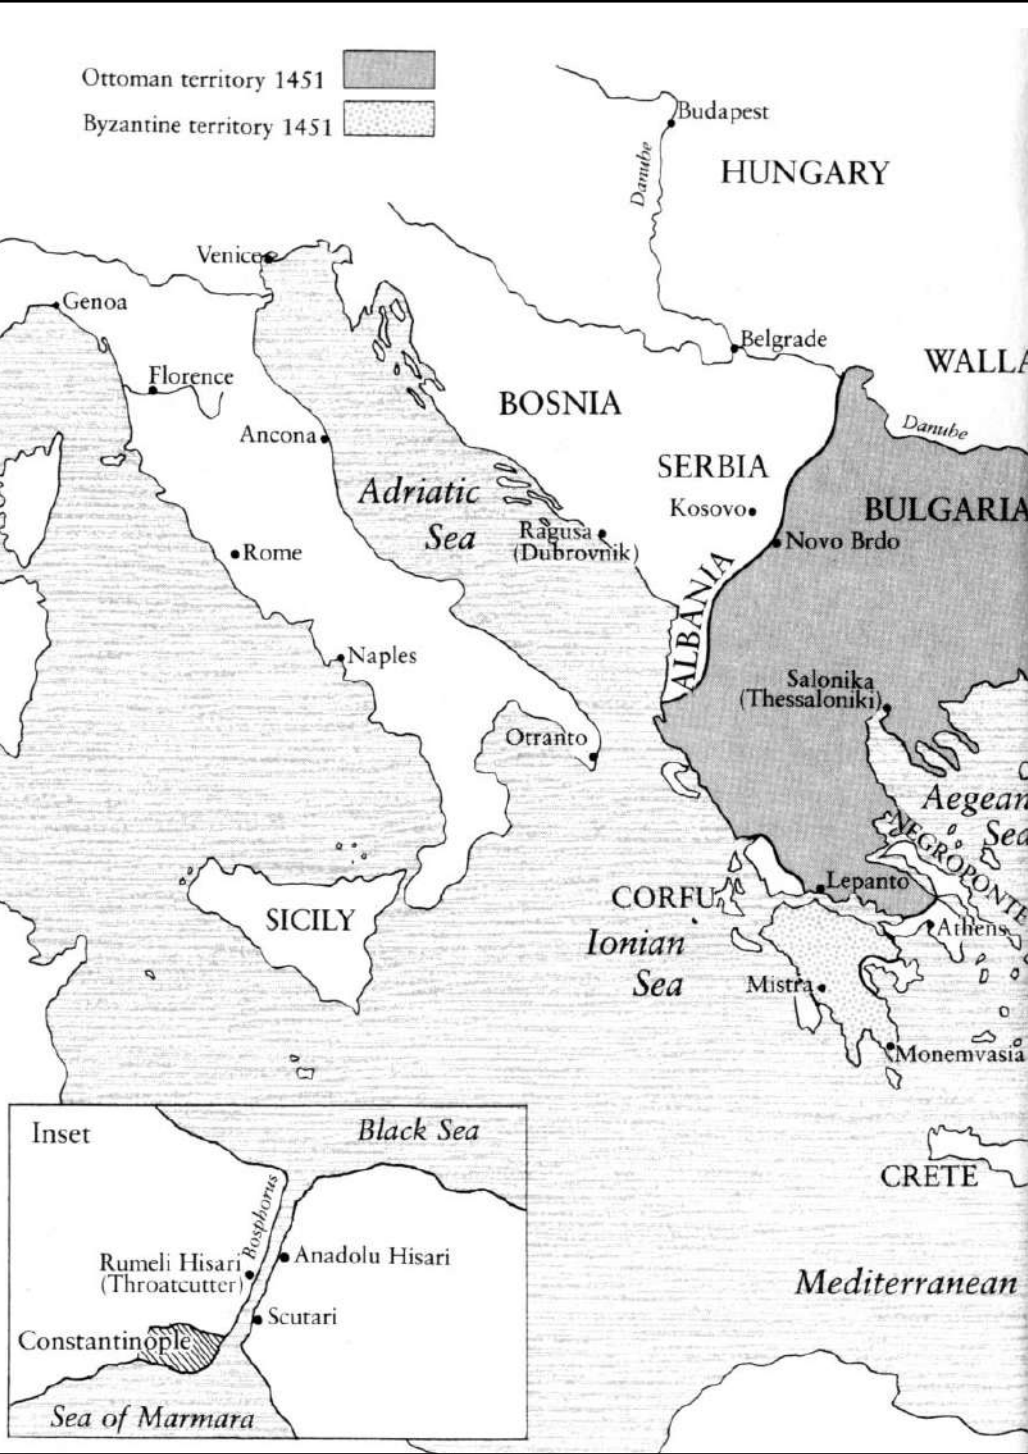 Ottoman territory 1451
Byzantine territory 1451
Budapest
Danube
HUNGARY
Venice
Genoa
Belgrade
Florence
WALLA
BOSNIA
Danube
Ancona
SERBIA
Adriatic
Sea
Kosovo
BULGARIA
Ragusa
(Dubrovnik)
Novo Brdo
Rome
ALBANIA
Naples
Salonika
(Thessaloniki)
Otranto
Aegean
Sea
NEGROPONTE
Lepanto
CORFU
SICILY
Athens
Ionian
Sea
Mistra
Monemvasia
Inset
Black Sea
CRETE
Bosphorus
Rumeli Hisari
(Throatcutter)
Anadolu Hisari
Mediterranean
Scutari
Constantinople
Sea of Marmara